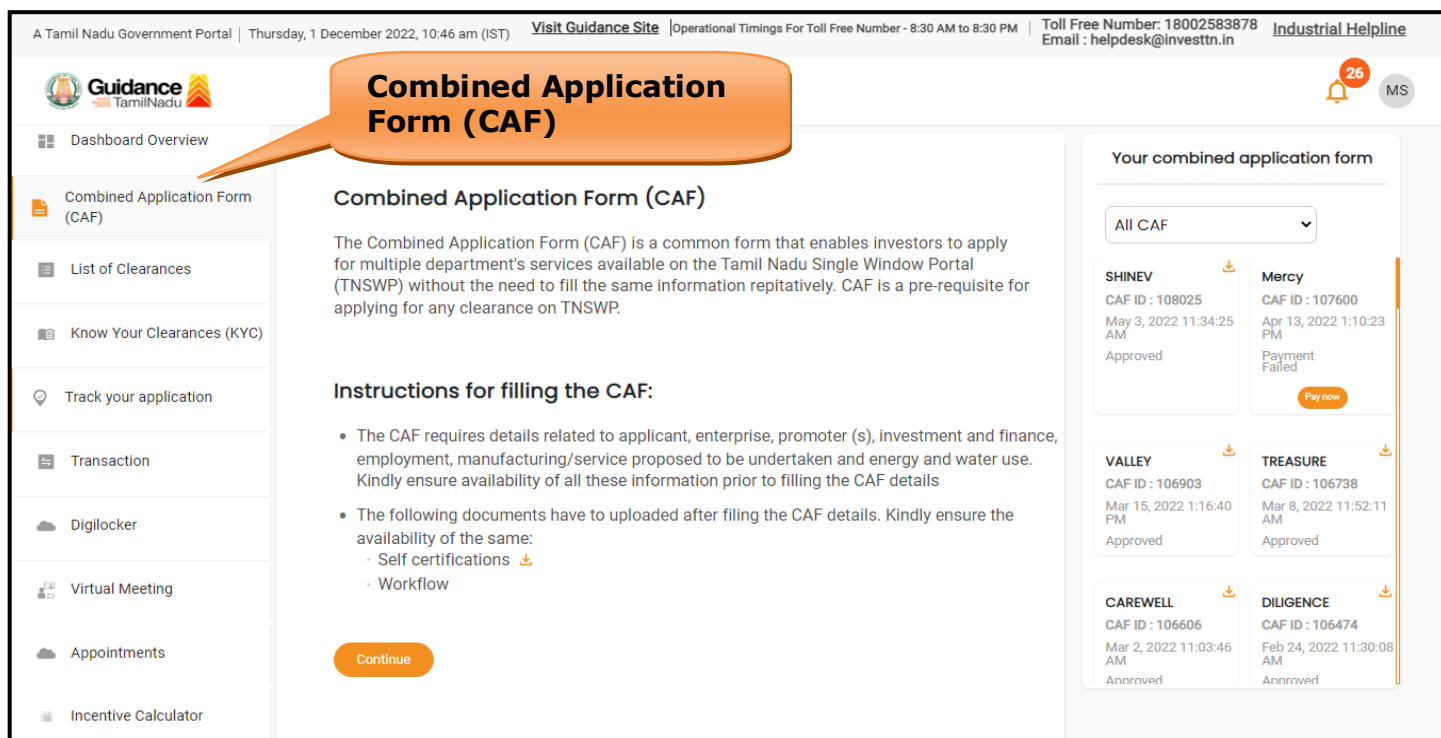 A Tamil Nadu Government Portal | Thursday, 1 December 2022, 10:46 am (IST)
Visit Guidance Site |Operational Timings For Toll Free Number - 8:30 AM to 8:30 PM |
Toll Free Number: 18002583878
Email : helpdesk@investtn.in
Industrial Helpline
Guidance
TamilNadu
26
MS
Combined Application
Form (CAF)
Dashboard Overview
Combined Application Form
(CAF)
List of Clearances
Know Your Clearances (KYC)
Track your application
Transaction
Digilocker
Virtual Meeting
Appointments
Incentive Calculator
Combined Application Form (CAF)
The Combined Application Form (CAF) is a common form that enables investors to apply
for multiple department's services available on the Tamil Nadu Single Window Portal
(TNSWP) without the need to fill the same information repitatively. CAF is a pre-requisite for
applying for any clearance on TNSWP.
Instructions for filling the CAF:
• The CAF requires details related to applicant, enterprise, promoter (s), investment and finance,
employment, manufacturing/service proposed to be undertaken and energy and water use.
Kindly ensure availability of all these information prior to filling the CAF details
• The following documents have to uploaded after filing the CAF details. Kindly ensure the
availability of the same:
· Self certifications
· Workflow
Continue
Your combined application form
All CAF
SHINEV
CAF ID : 108025
May 3, 2022 11:34:25
AM
Approved
Mercy
CAF ID : 107600
Apr 13, 2022 1:10:23
PM
Payment
Failed
Pay now
VALLEY
CAF ID : 106903
Mar 15, 2022 1:16:40
PM
Approved
TREASURE
CAF ID : 106738
Mar 8, 2022 11:52:11
AM
Approved
CAREWELL
CAF ID : 106606
Mar 2, 2022 11:03:46
AM
Approved
DILIGENCE
CAF ID : 106474
Feb 24, 2022 11:30:08
AM
Approved